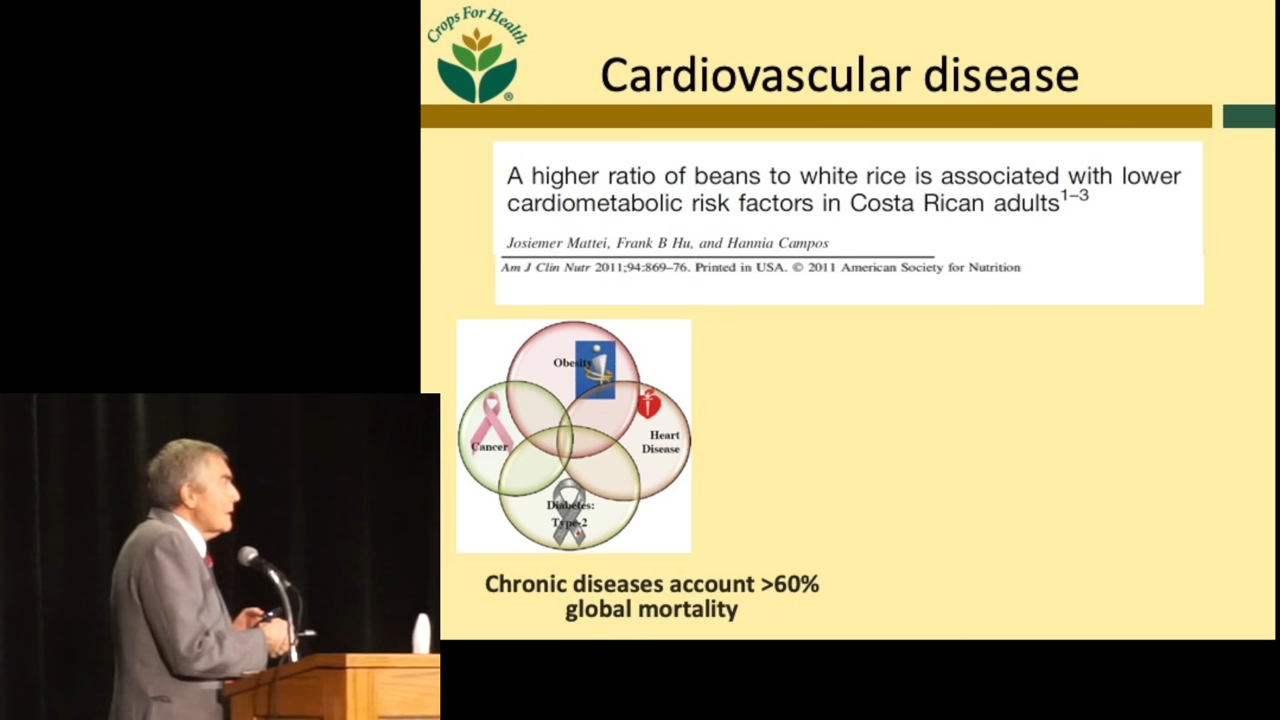 Crops For Health
®
Cardiovascular disease
A higher ratio of beans to white rice is associated with lower
cardiometabolic risk factors in Costa Rican adults1–3
Josiemer Mattei, Frank B Hu, and Hannia Campos
Am J Clin Nutr 2011;94:869–76. Printed in USA. © 2011 American Society for Nutrition
Obesity
Cancer
Heart
Disease
Diabetes:
Type-2
Chronic diseases account >60%
global mortality